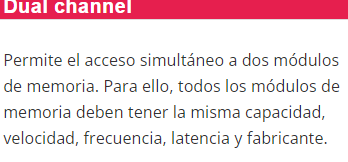 Dual channel
Permite el acceso simultáneo a dos módulos
de memoria. Para ello, todos los módulos de
memoria deben tener la misma capacidad,
velocidad, frecuencia, latencia y fabricante.